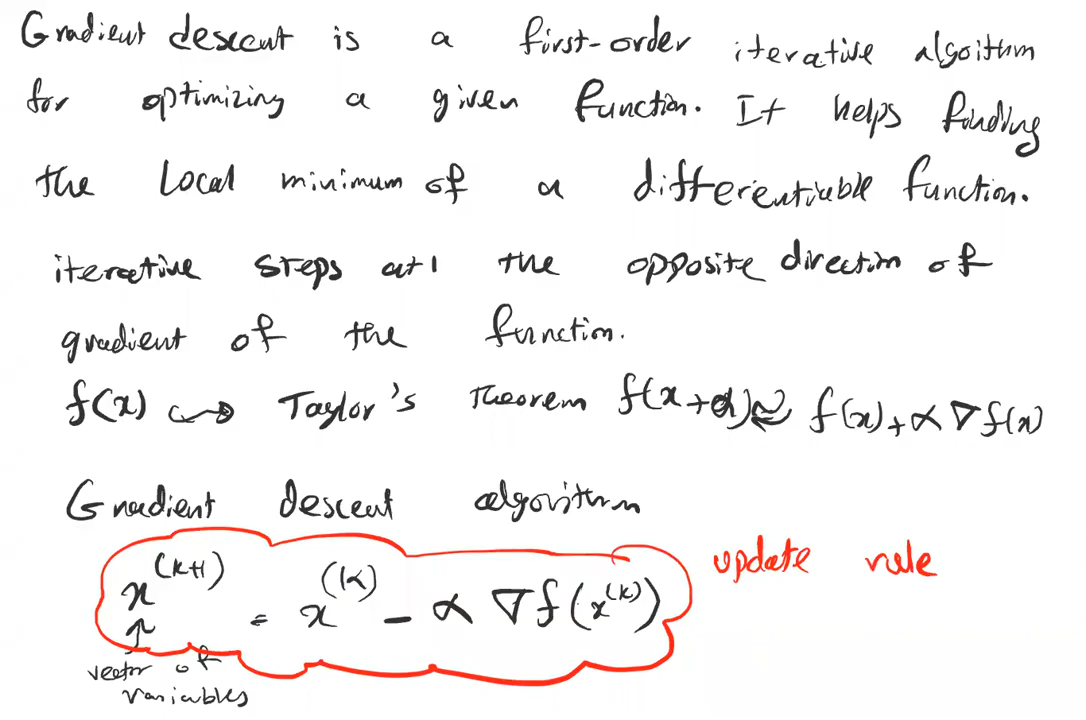 Gradient descent is a first-order iterative algoithm
for optimizing a given function. It helps finding
the Local minimum of a differentiable function.
iterative steps at the opposite direction of
gradient of the function.
f(x) ↪ Taylor's Theorem f(x+α) ≈ f(x)+α∇f(x)
Gradient descent algorithm
update rule
x^(k+1) = x^(k) - α ∇f(x^(k))
↑
vector of
variables